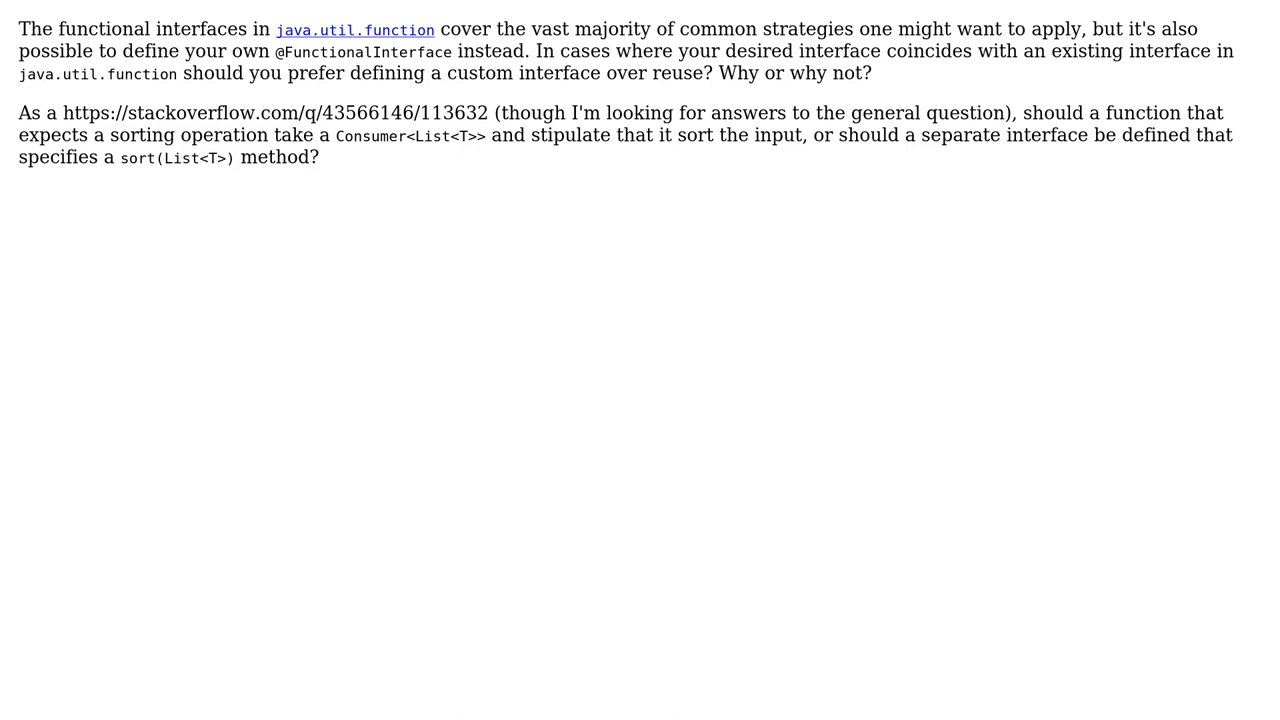 The functional interfaces in java.util.function cover the vast majority of common strategies one might want to apply, but it's also
possible to define your own @FunctionalInterface instead. In cases where your desired interface coincides with an existing interface in
java.util.function should you prefer defining a custom interface over reuse? Why or why not?
As a https://stackoverflow.com/q/43566146/113632 (though I'm looking for answers to the general question), should a function that
expects a sorting operation take a Consumer<List<T>> and stipulate that it sort the input, or should a separate interface be defined that
specifies a sort(List<T>) method?